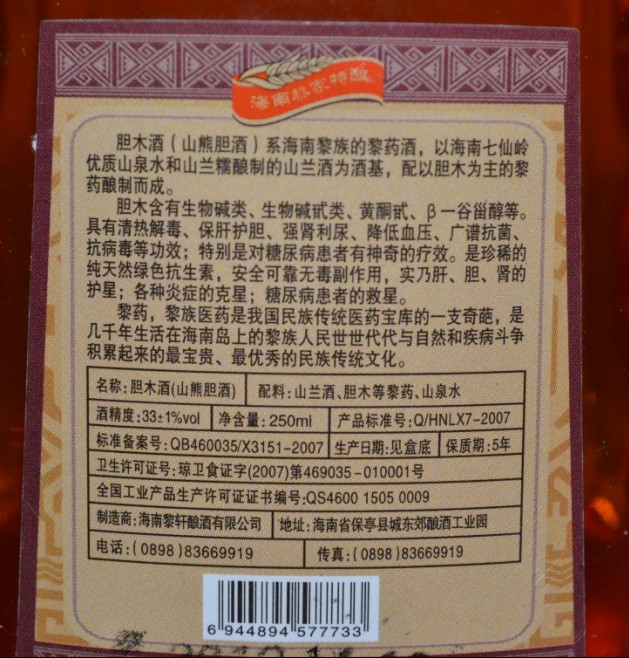 海南黎家特酿
胆木酒（山熊胆酒）系海南黎族的黎药酒，以海南七仙岭
优质山泉水和山兰糯酿制的山兰酒为酒基，配以胆木为主的黎
药酿制而成。
胆木含有生物碱类、生物碱甙类、黄酮甙、β一谷甾醇等。
具有清热解毒、保肝护胆、强肾利尿、降低血压、广谱抗菌、
抗病毒等功效；特别是对糖尿病患者有神奇的疗效。是珍稀的
纯天然绿色抗生素，安全可靠无毒副作用，实乃肝、胆、肾的
护星；各种炎症的克星；糖尿病患者的救星。
黎药，黎族医药是我国民族传统医药宝库的一支奇葩，是
几千年生活在海南岛上的黎族人民世世代代与自然和疾病斗争
积累起来的最宝贵、最优秀的民族传统文化。
名称：胆木酒(山熊胆酒) 配料：山兰酒、胆木等黎药、山泉水
酒精度：33±1%vol 净含量：250ml 产品标准号：Q/HNLX7-2007
标准备案号：QB460035/X3151-2007 生产日期：见盒底 保质期：5年
卫生许可证号：琼卫食证字(2007)第469035-010001号
全国工业产品生产许可证证书编号：QS4600 1505 0009
制造商：海南黎轩酿酒有限公司 地址：海南省保亭县城东郊酿酒工业园
电话：(0898)83669919 传真：(0898)83669919
6 944894 577733